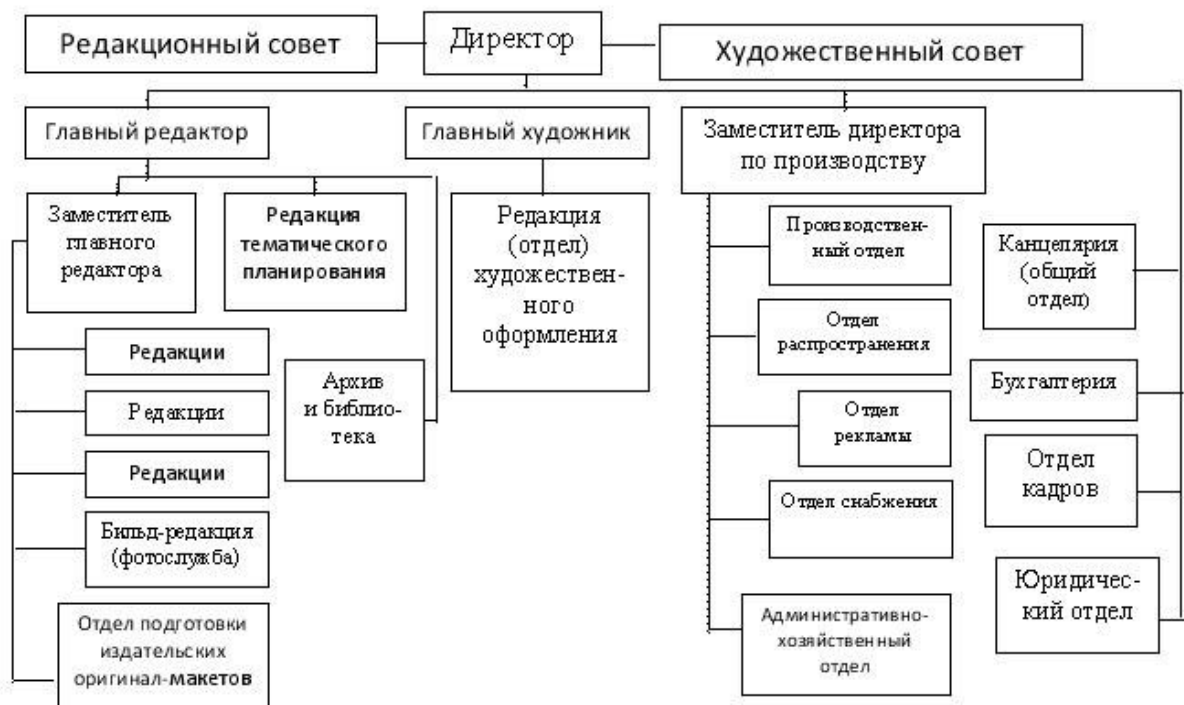 Редакционный совет
Директор
Художественный совет
Главный редактор
Главный художник
Заместитель директора
по производству
Заместитель
главного
редактора
Редакция
тематического
планирования
Редакция
(отдел)
художествен-
ного
оформления
Производствен-
ный отдел
Канцелярия
(общий
отдел)
Редакции
Редакции
Редакции
Архив
и библио-
тека
Отдел
распространения
Бухгалтерия
Отдел
рекламы
Отдел
кадров
Отдел снабжения
Бильд-редакция
(фотослужба)
Юридичес-
кий отдел
Отдел подготовки
издательских
оригинал-макетов
Административно-
хозяйственный
отдел